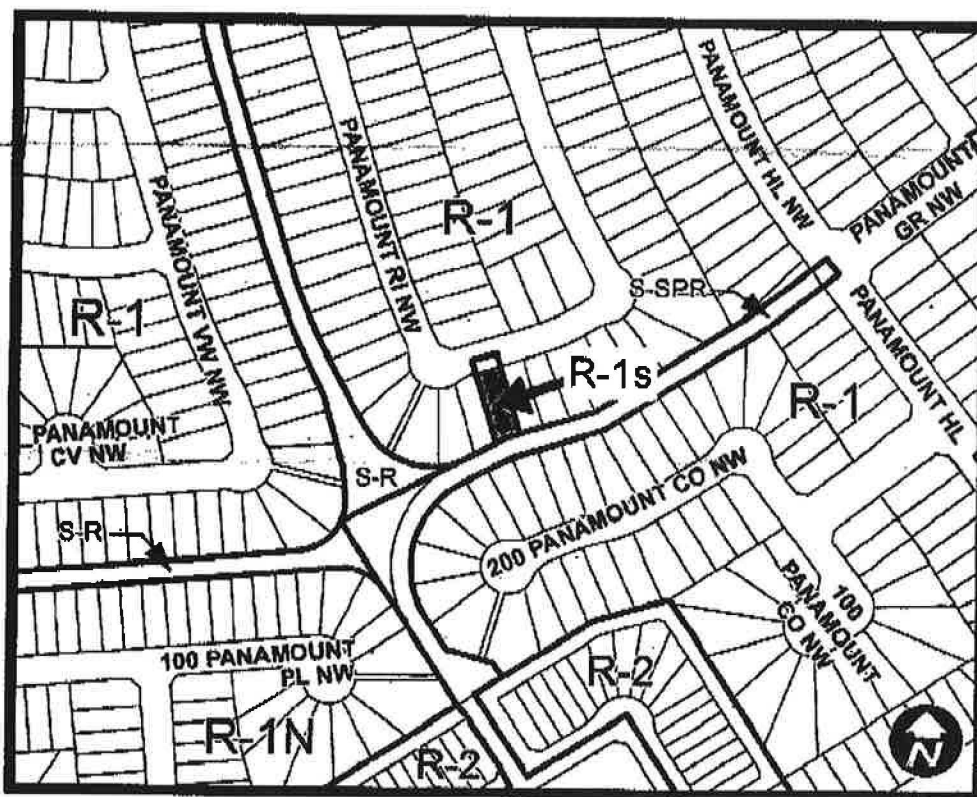 PANAMOUNT HL NW
PANAMOUNT
GR NW
PANAMOUNT RI NW
PANAMOUNT VW NW
R-1
S-SPR
R-1
PANAMOUNT HL
R-1s
R-1
PANAMOUNT
CV NW
S-R
200 PANAMOUNT CO NW
S-R
100
PANAMOUNT
CO NW
100 PANAMOUNT
PL NW
R-2
R-1N
R-2
N